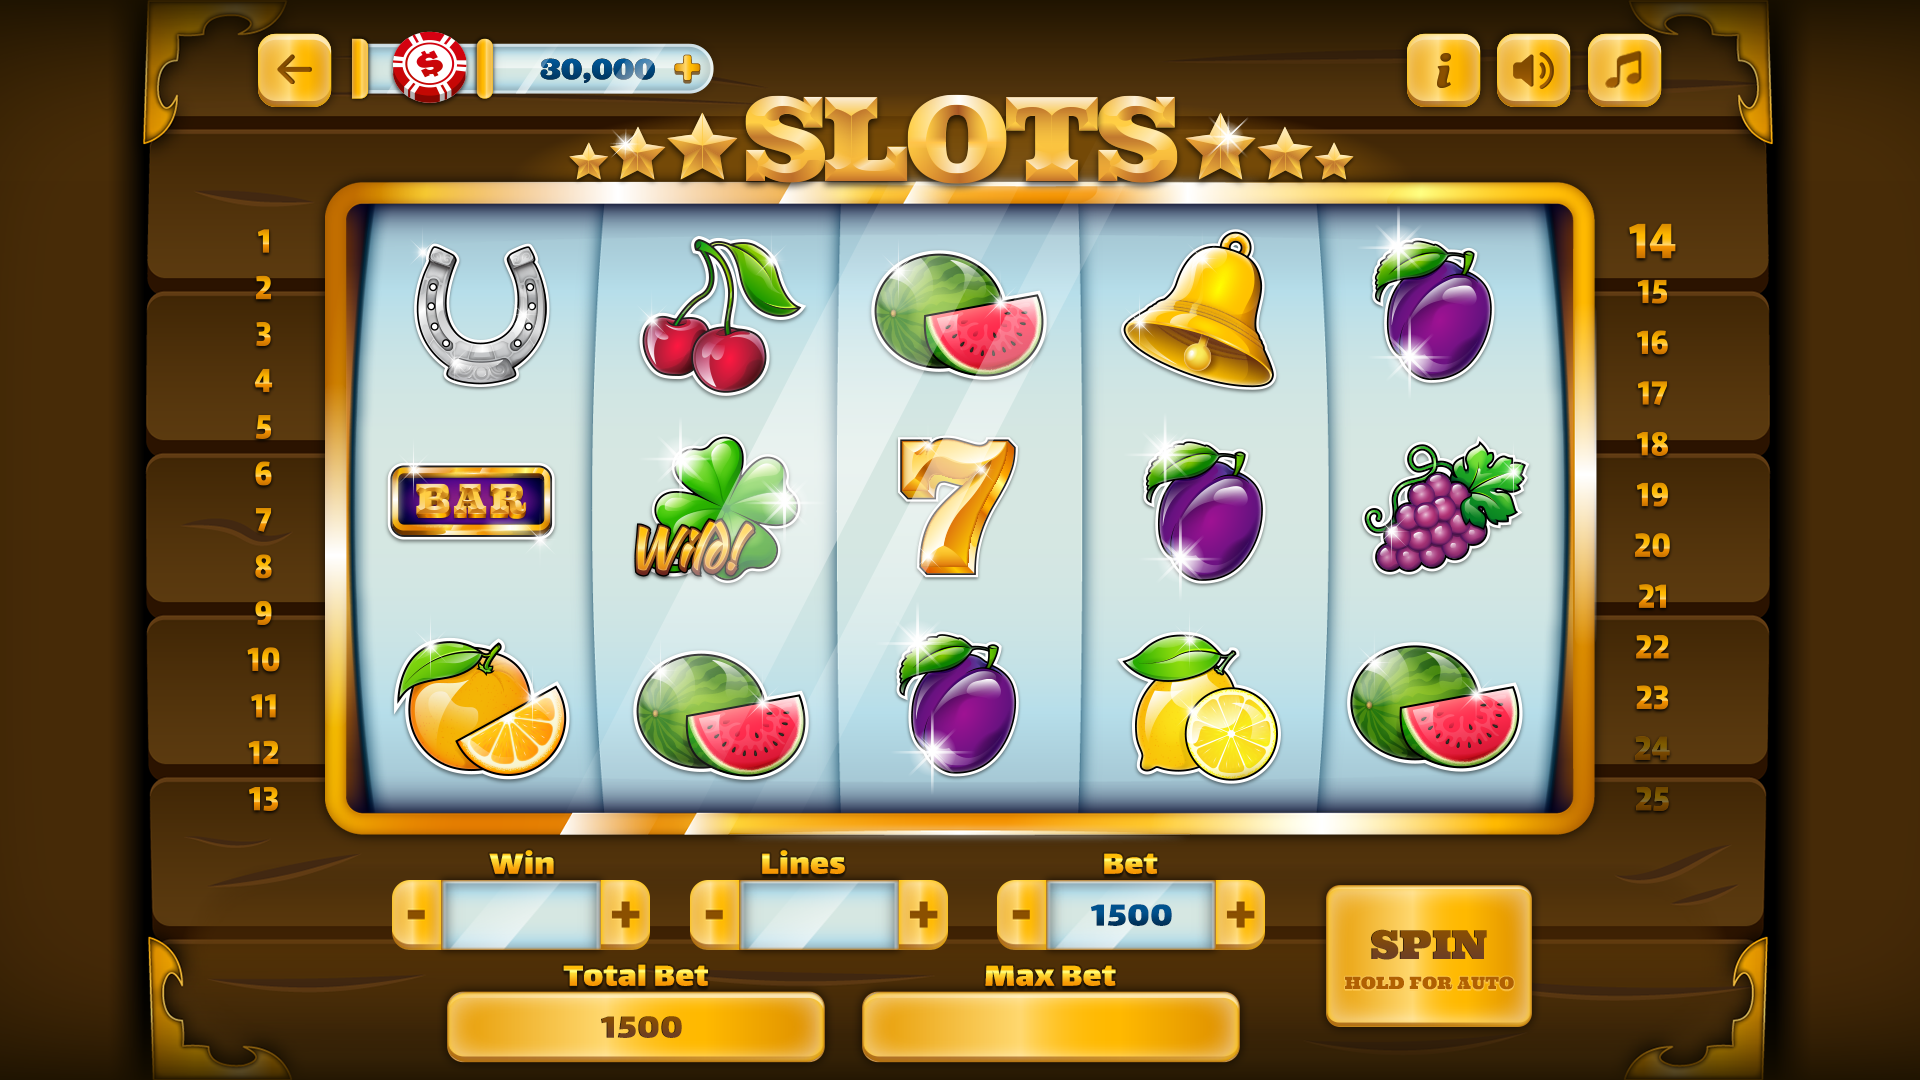 30,000 +
i
SLOTS
1
2
3
4
5
6
7
8
9
10
11
12
13
14
15
16
17
18
19
20
21
22
23
24
25
$
BAR
Wild!
7
Win
Lines
Bet
- +
- +
- 1500 +
Total Bet
Max Bet
1500
SPIN
HOLD FOR AUTO